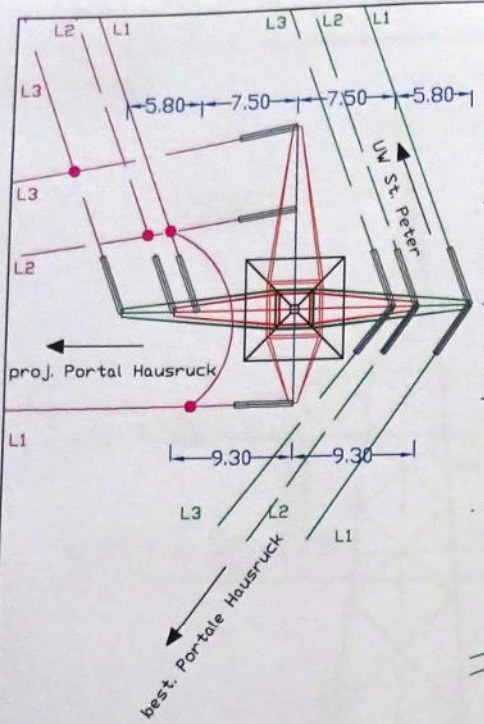 L2 L1 L3 L2 L1
L3
5.80 7.50 7.50 5.80
UW St. Peter
L3
L2
proj. Portal Hausruck
L1
9.30 9.30
L3 L2 L1
best. Portale Hausruck